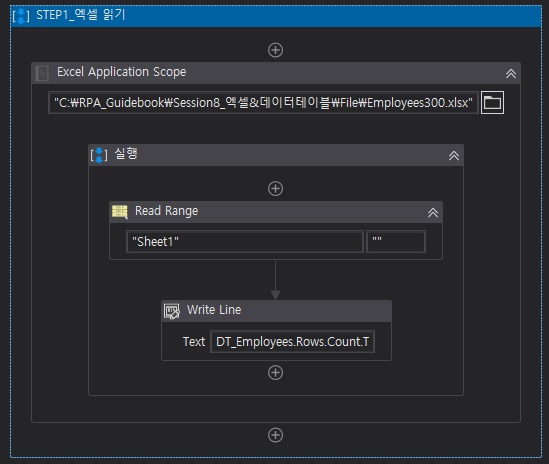 STEP1_엑셀 읽기
Excel Application Scope
"C:\RPA_Guidebook\Session8_엑셀&데이터테이블\File\Employees300.xlsx"
실행
Read Range
"Sheet1" ""
Write Line
Text DT_Employees.Rows.Count.T